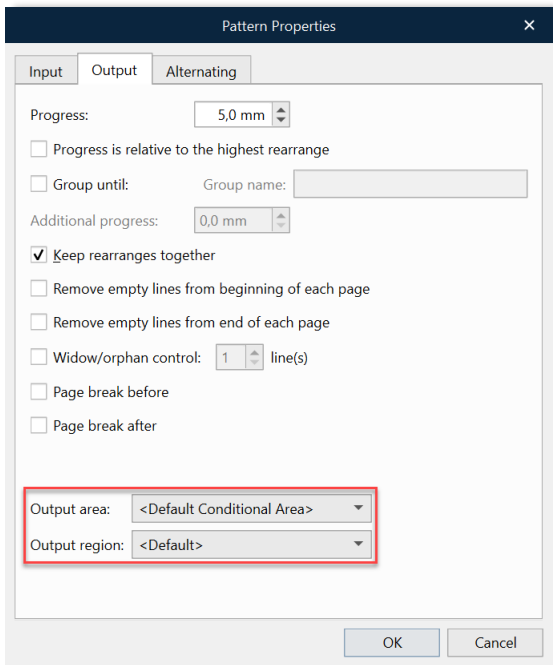 Pattern Properties
Input Output Alternating
Progress: 5,0 mm
Progress is relative to the highest rearrange
Group until: Group name:
Additional progress: 0,0 mm
Keep rearranges together
Remove empty lines from beginning of each page
Remove empty lines from end of each page
Widow/orphan control: 1 line(s)
Page break before
Page break after
Output area: <Default Conditional Area>
Output region: <Default>
OK Cancel